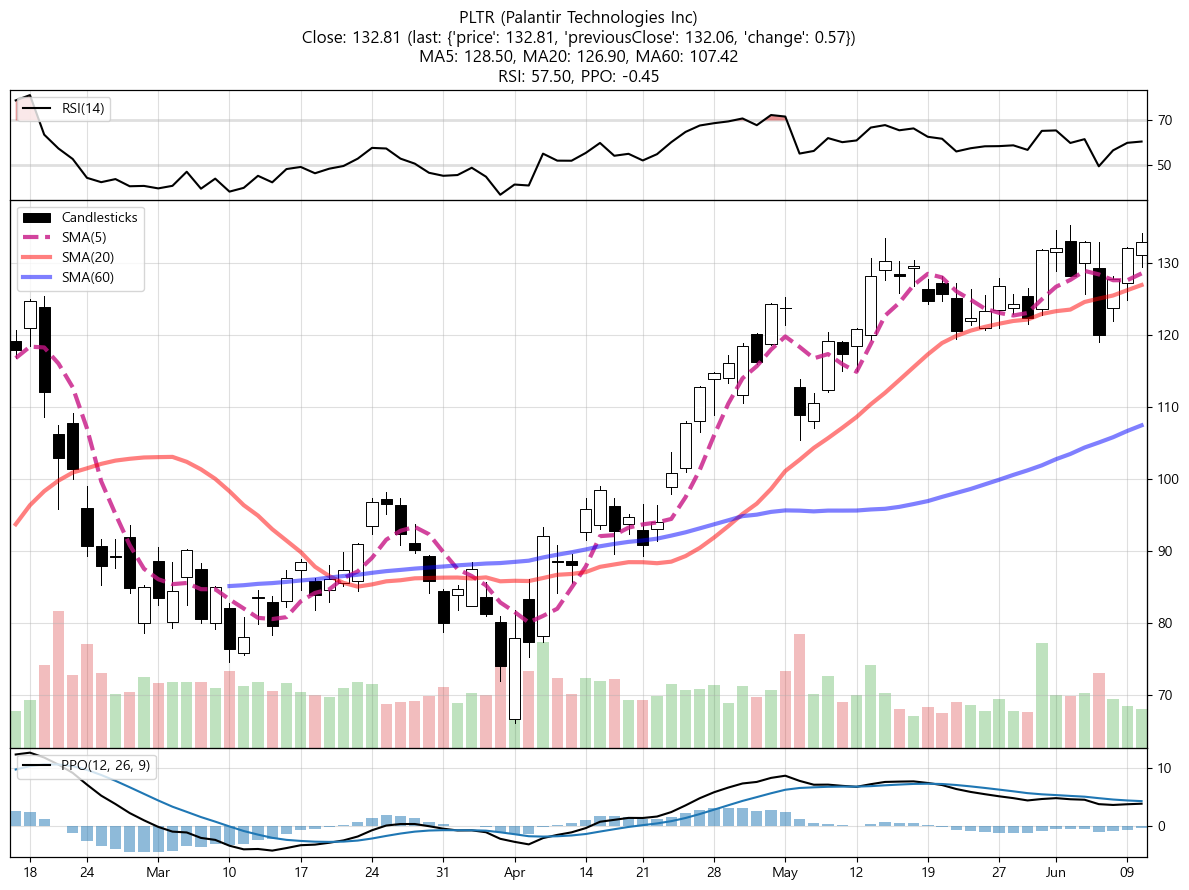 PLTR (Palantir Technologies Inc)
Close: 132.81 (last: {'price': 132.81, 'previousClose': 132.06, 'change': 0.57})
MA5: 128.50, MA20: 126.90, MA60: 107.42
RSI: 57.50, PPO: -0.45
RSI(14)
70
50
Candlesticks
SMA(5)
SMA(20)
SMA(60)
130
120
110
100
90
80
70
PPO(12, 26, 9)
10
0
18 24 Mar 10 17 24 31 Apr 14 21 28 May 12 19 27 Jun 09